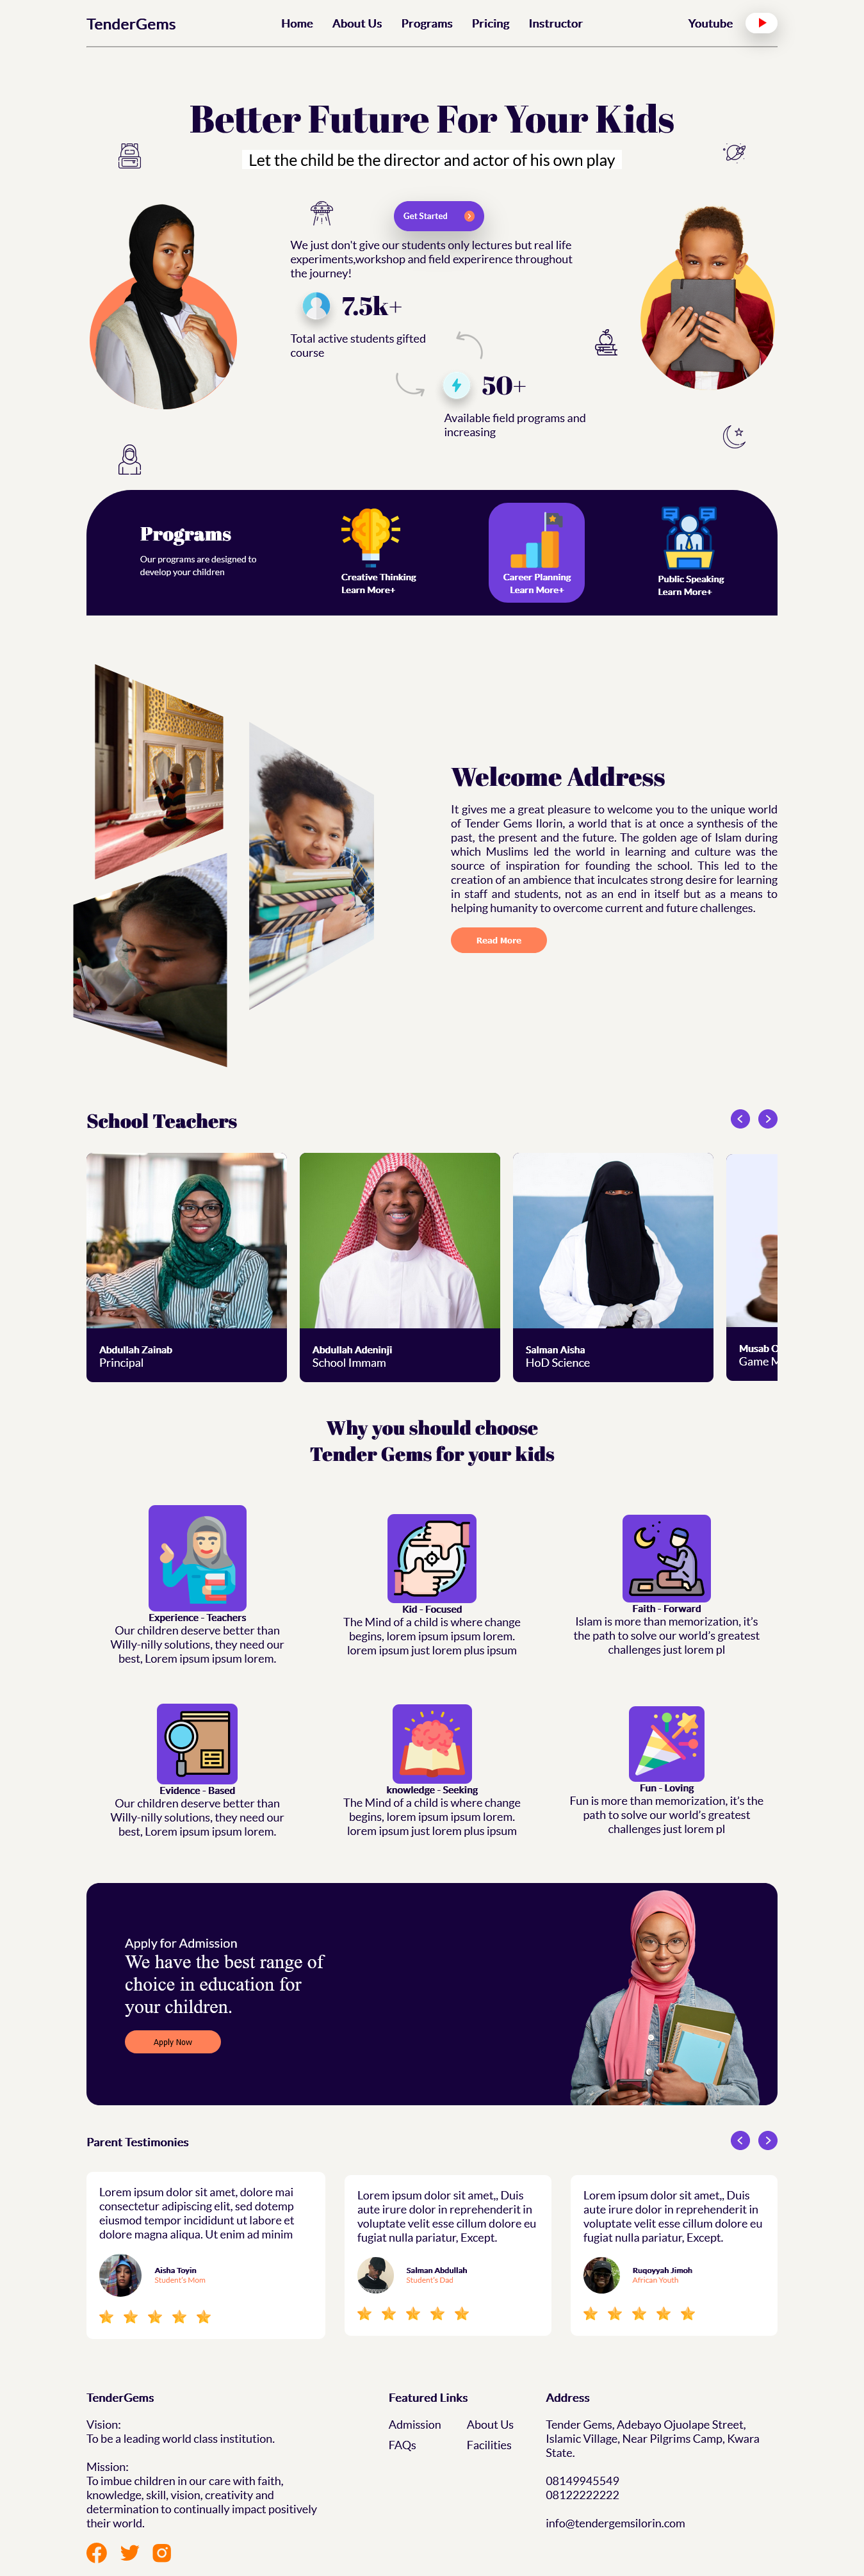 TenderGems
Home About Us Programs Pricing Instructor
Youtube
Better Future For Your Kids
Let the child be the director and actor of his own play
Get Started
We just don't give our students only lectures but real life
experiments,workshop and field experirence throughout
the journey!
7.5k+
Total active students gifted
course
50+
Available field programs and
increasing
Programs
Our programs are designed to
develop your children
Creative Thinking
Learn More+
Career Planning
Learn More+
Public Speaking
Learn More+
Welcome Address
It gives me a great pleasure to welcome you to the unique world
of Tender Gems Ilorin, a world that is at once a synthesis of the
past, the present and the future. The golden age of Islam during
which Muslims led the world in learning and culture was the
source of inspiration for founding the school. This led to the
creation of an ambience that inculcates strong desire for learning
in staff and students, not as an end in itself but as a means to
helping humanity to overcome current and future challenges.
Read More
School Teachers
Abdullah Zainab
Principal
Abdullah Adeninji
School Immam
Salman Aisha
HoD Science
Musab
Game
Why you should choose
Tender Gems for your kids
Experience - Teachers
Our children deserve better than
Willy-nilly solutions, they need our
best, Lorem ipsum ipsum lorem.
Kid - Focused
The Mind of a child is where change
begins, lorem ipsum ipsum lorem.
lorem ipsum just lorem plus ipsum
Faith - Forward
Islam is more than memorization, it's
the path to solve our world's greatest
challenges just lorem pl
Evidence - Based
Our children deserve better than
Willy-nilly solutions, they need our
best, Lorem ipsum ipsum lorem.
knowledge - Seeking
The Mind of a child is where change
begins, lorem ipsum ipsum lorem.
lorem ipsum just lorem plus ipsum
Fun - Loving
Fun is more than memorization, it's the
path to solve our world's greatest
challenges just lorem pl
Apply for Admission
We have the best range of
choice in education for
your children.
Apply Now
Parent Testimonies
Lorem ipsum dolor sit amet, dolore mai
consectetur adipiscing elit, sed dotemp
eiusmod tempor incididunt ut labore et
dolore magna aliqua. Ut enim ad minim
Aisha Toyin
Student's Mom
Lorem ipsum dolor sit amet,, Duis
aute irure dolor in reprehenderit in
voluptate velit esse cillum dolore eu
fugiat nulla pariatur, Except.
Salman Abdullah
Student's Dad
Lorem ipsum dolor sit amet,, Duis
aute irure dolor in reprehenderit in
voluptate velit esse cillum dolore eu
fugiat nulla pariatur, Except.
Ruqoyyah Jimoh
African Youth
TenderGems
Vision:
To be a leading world class institution.
Mission:
To imbue children in our care with faith,
knowledge, skill, vision, creativity and
determination to continually impact positively
their world.
Featured Links
Admission About Us
FAQs Facilities
Address
Tender Gems, Adebayo Ojuolape Street,
Islamic Village, Near Pilgrims Camp, Kwara
State.
08149945549
08122222222
info@tendergemsilorin.com